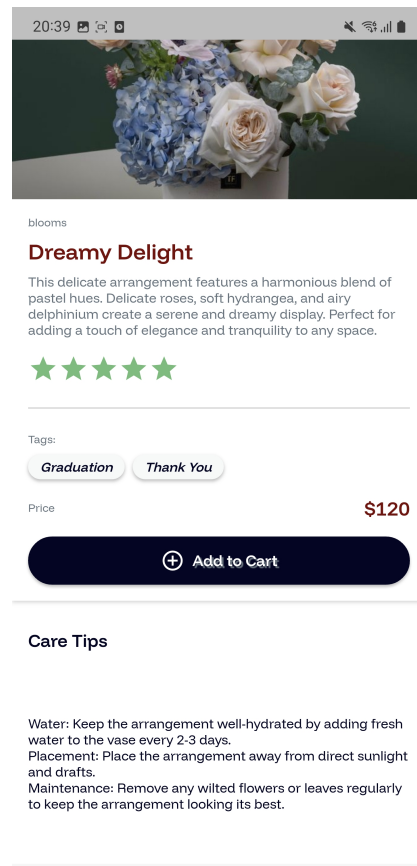 20:39
FF
blooms
Dreamy Delight
This delicate arrangement features a harmonious blend of
pastel hues. Delicate roses, soft hydrangea, and airy
delphinium create a serene and dreamy display. Perfect for
adding a touch of elegance and tranquility to any space.
Tags:
Graduation
Thank You
Price
$120
Add to Cart
Care Tips
Water: Keep the arrangement well-hydrated by adding fresh
water to the vase every 2-3 days.
Placement: Place the arrangement away from direct sunlight
and drafts.
Maintenance: Remove any wilted flowers or leaves regularly
to keep the arrangement looking its best.